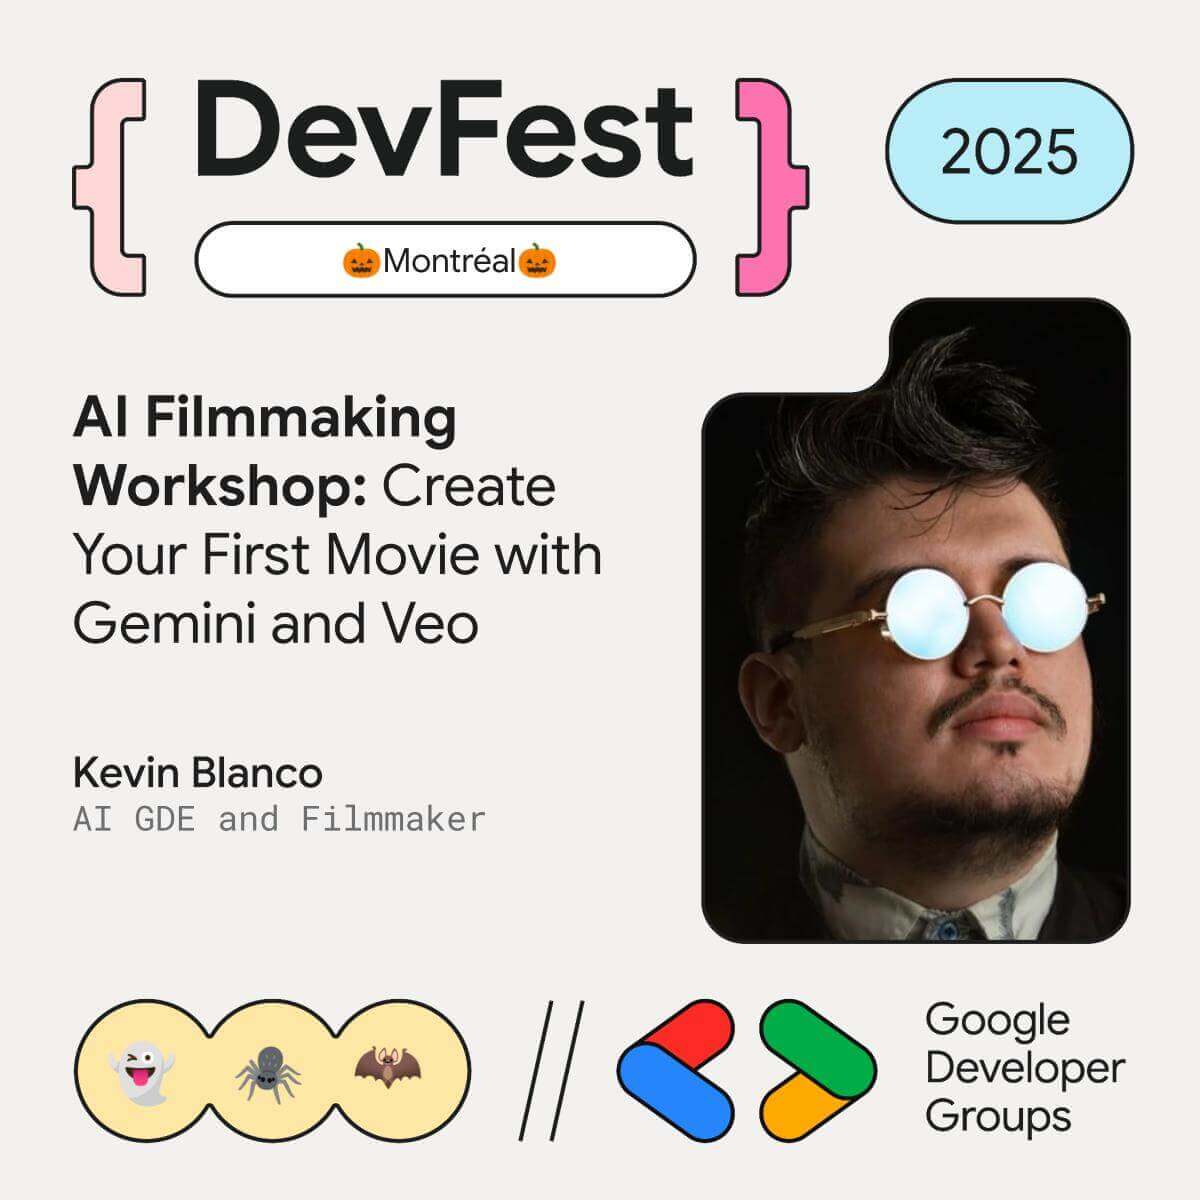 DevFest
2025
🎃Montréal🎃
AI Filmmaking
Workshop: Create
Your First Movie with
Gemini and Veo
Kevin Blanco
AI GDE and Filmmaker
Google
Developer
Groups